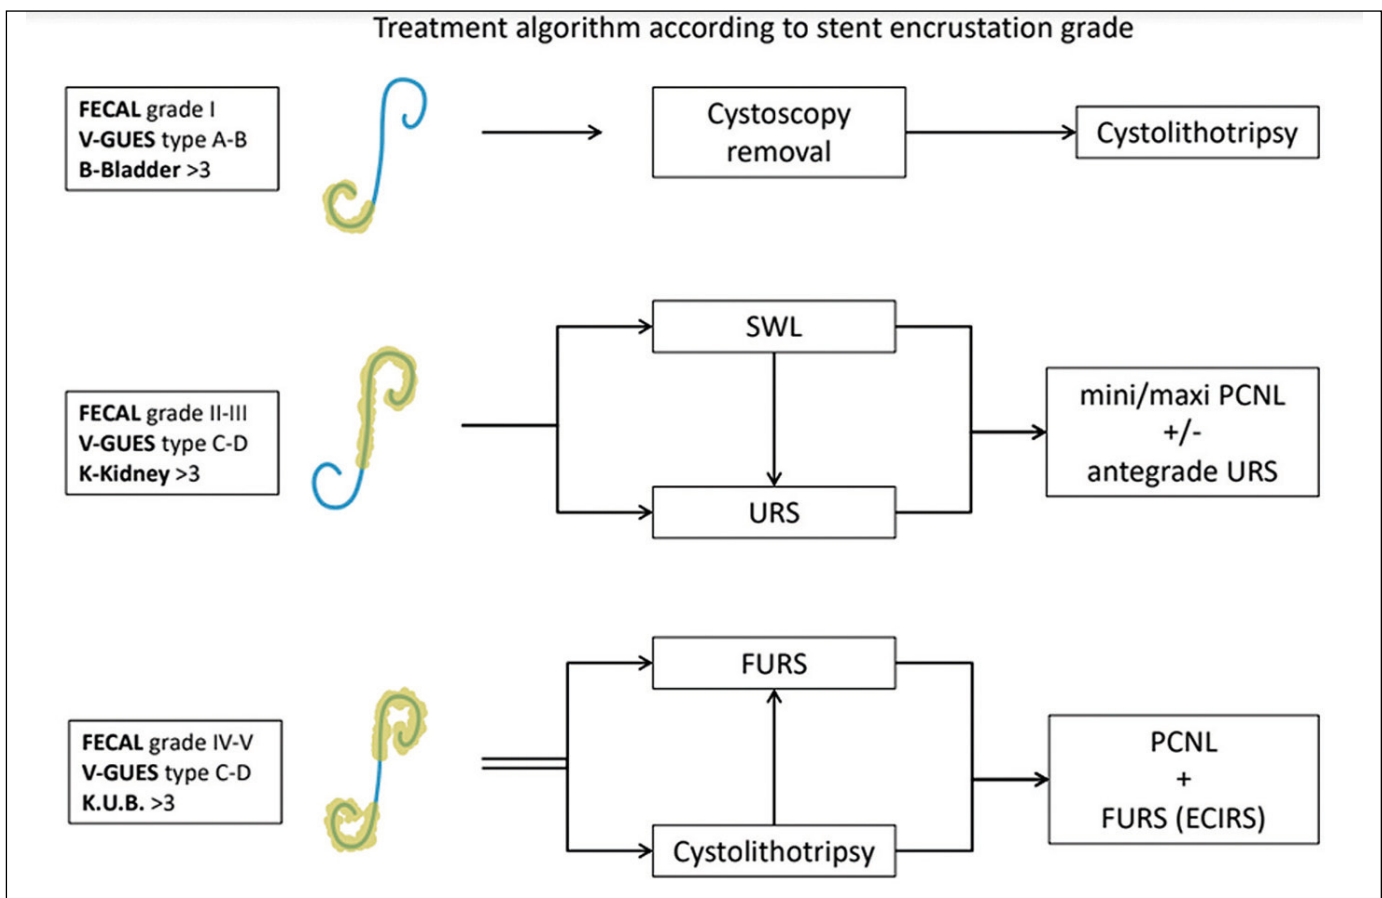 Treatment algorithm according to stent encrustation grade
FECAL grade I
V-GUES type A-B
B-Bladder >3
Cystoscopy
removal
Cystolithotripsy
FECAL grade II-III
V-GUES type C-D
K-Kidney >3
SWL
URS
mini/maxi PCNL
+/-
antegrade URS
FECAL grade IV-V
V-GUES type C-D
K.U.B. >3
FURS
Cystolithotripsy
PCNL
+
FURS (ECIRS)